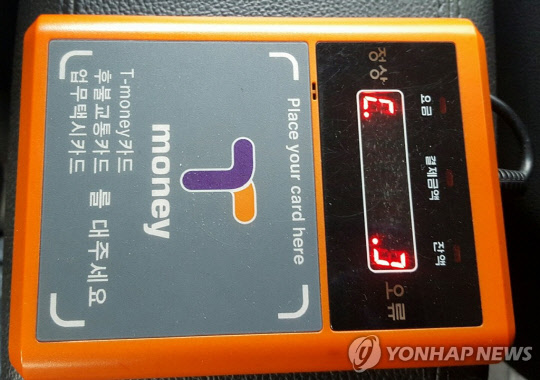 정상
오류
요금
결제금액
잔액
Place your card here
T
money
T-money카드
후불교통카드
업무택시카드
를 대주세요
YONHAP NEWS